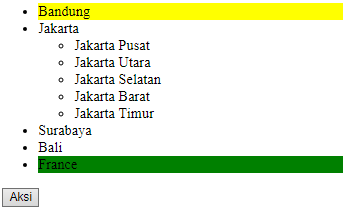 Bandung
Jakarta
Jakarta Pusat
Jakarta Utara
Jakarta Selatan
Jakarta Barat
Jakarta Timur
Surabaya
Bali
France
Aksi